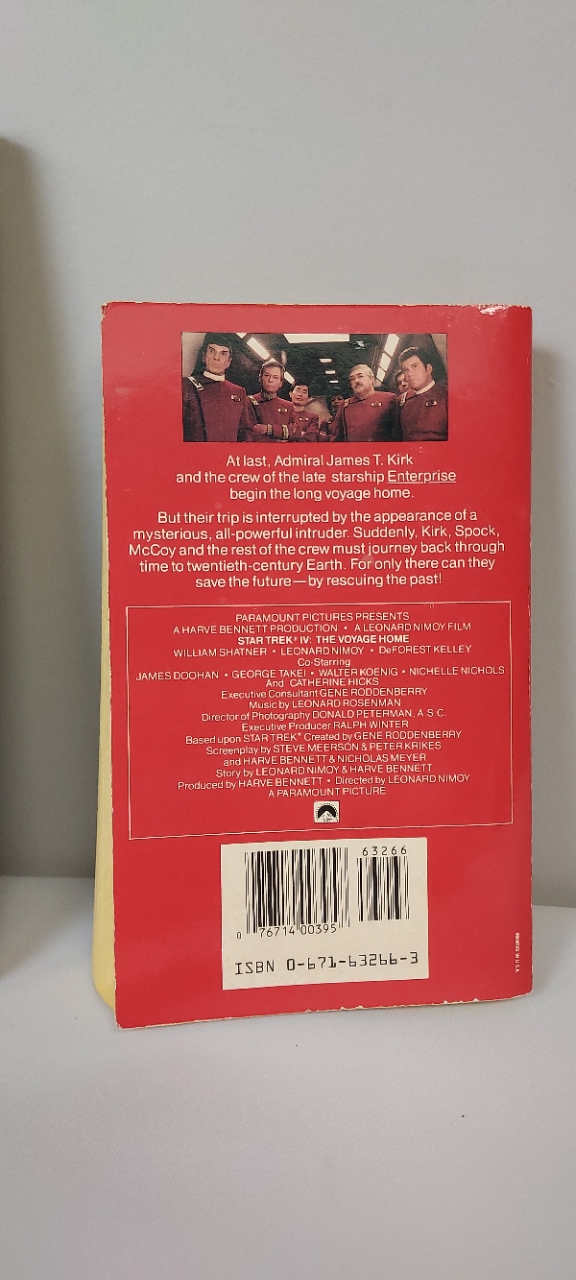 At last, Admiral James T. Kirk
and the crew of the late starship Enterprise
begin the long voyage home.
But their trip is interrupted by the appearance of a
mysterious, all-powerful intruder. Suddenly, Kirk, Spock,
McCoy and the rest of the crew must journey back through
time to twentieth-century Earth. For only there can they
save the future—by rescuing the past!
PARAMOUNT PICTURES PRESENTS
A HARVE BENNETT PRODUCTION • A LEONARD NIMOY FILM
STAR TREK® IV: THE VOYAGE HOME
WILLIAM SHATNER • LEONARD NIMOY • DeFOREST KELLEY
Co-Starring
JAMES DOOHAN • GEORGE TAKEI • WALTER KOENIG • NICHELLE NICHOLS
And CATHERINE HICKS
Executive Consultant GENE RODDENBERRY
Music by LEONARD ROSENMAN
Director of Photography DONALD PETERMAN, A.S.C.
Executive Producer RALPH WINTER
Based upon STAR TREK® Created by GENE RODDENBERRY
Screenplay by STEVE MEERSON & PETER KRIKES
and HARVE BENNETT & NICHOLAS MEYER
Story by LEONARD NIMOY & HARVE BENNETT
Produced by HARVE BENNETT • Directed by LEONARD NIMOY
A PARAMOUNT PICTURE
63266
0 76714 00395
ISBN 0-671-63266-3